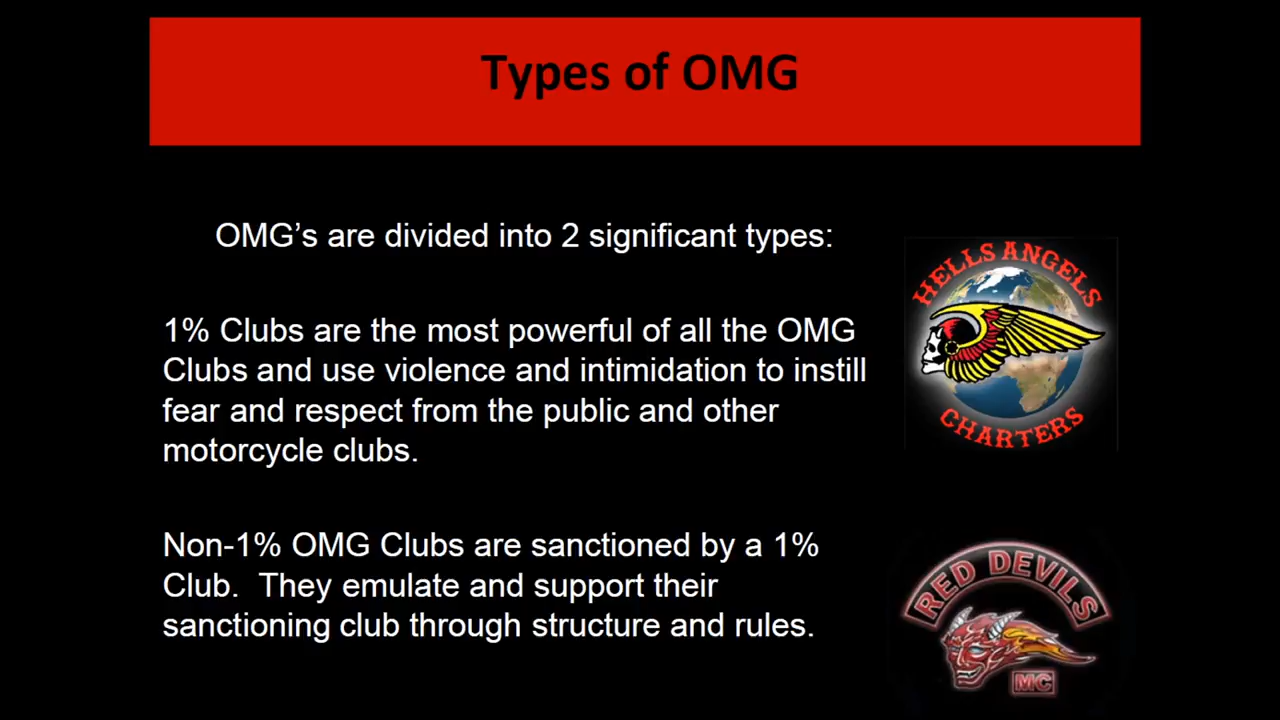 Types of OMG
OMG’s are divided into 2 significant types:
1% Clubs are the most powerful of all the OMG
Clubs and use violence and intimidation to instill
fear and respect from the public and other
motorcycle clubs.
HELLS ANGELS
CHARTERS
Non-1% OMG Clubs are sanctioned by a 1%
Club.  They emulate and support their
sanctioning club through structure and rules.
RED DEVILS
MC